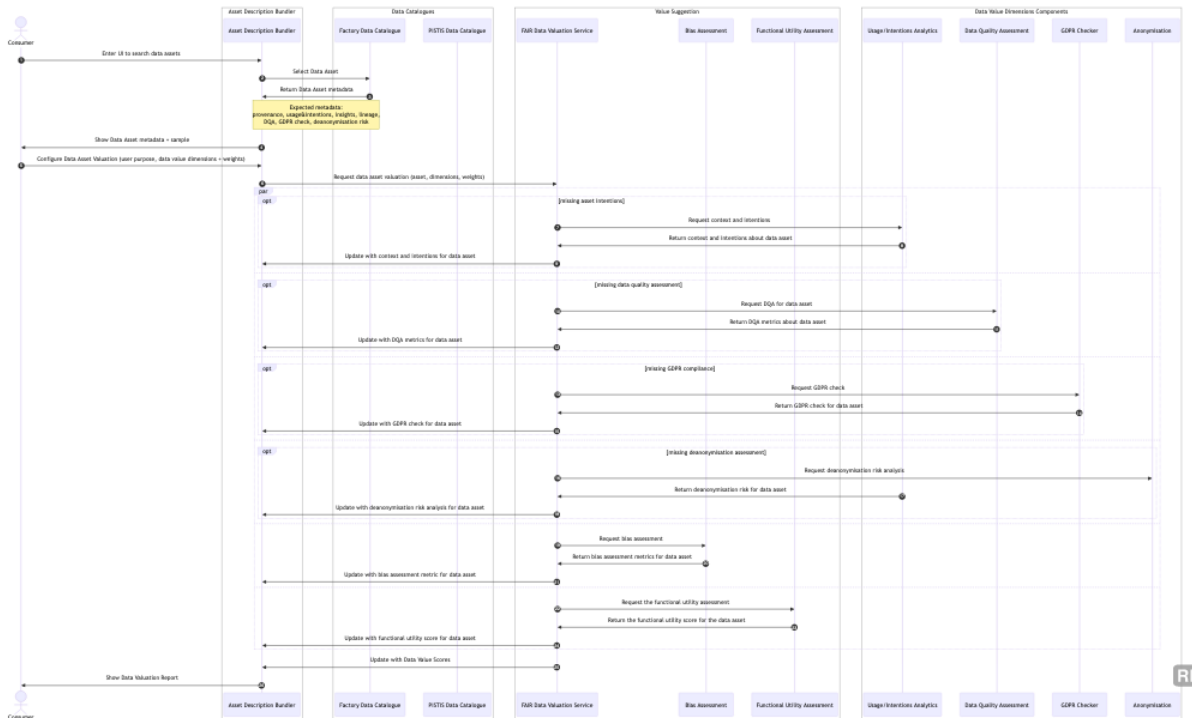 Asset Description Bundler
Data Catalogues
Value Suggestion
Data Value Dimensions Components
Consumer
Asset Description Bundler
Factory Data Catalogue
PISTIS Data Catalogue
FAIR Data Valuation Service
Bias Assessment
Functional Utility Assessment
Usage/Intentions Analytics
Data Quality Assessment
GDPR Checker
Anonymisation
Enter UI to search data assets
Select Data Asset
Return Data Asset metadata
Expected metadata:
provenance, usage&intentions, insights, lineage,
DQA, GDPR check, deanonymisation risk
Show Data Asset metadata + sample
Configure Data Asset Valuation (user purpose, data value dimensions + weights)
Request data asset valuation (asset, dimensions, weights)
par
opt
[missing asset intentions]
Request context and intentions
Return context and intentions about data asset
Update with context and intentions for data asset
opt
[missing data quality assessment]
Request DQA for data asset
Return DQA metrics about data asset
Update with DQA metrics for data asset
opt
[missing GDPR compliance]
Request GDPR check
Return GDPR check for data asset
Update with GDPR check for data asset
opt
[missing deanonymisation assessment]
Request deanonymisation risk analysis
Return deanonymisation risk for data asset
Update with deanonymisation risk analysis for data asset
Request bias assessment
Return bias assessment metrics for data asset
Update with bias assessment metric for data asset
Request the functional utility assessment
Return the functional utility score for the data asset
Update with functional utility score for data asset
Update with Data Value Scores
Show Data Valuation Report
Consumer
Asset Description Bundler
Factory Data Catalogue
PISTIS Data Catalogue
FAIR Data Valuation Service
Bias Assessment
Functional Utility Assessment
Usage/Intentions Analytics
Data Quality Assessment
GDPR Checker
Anonymisation